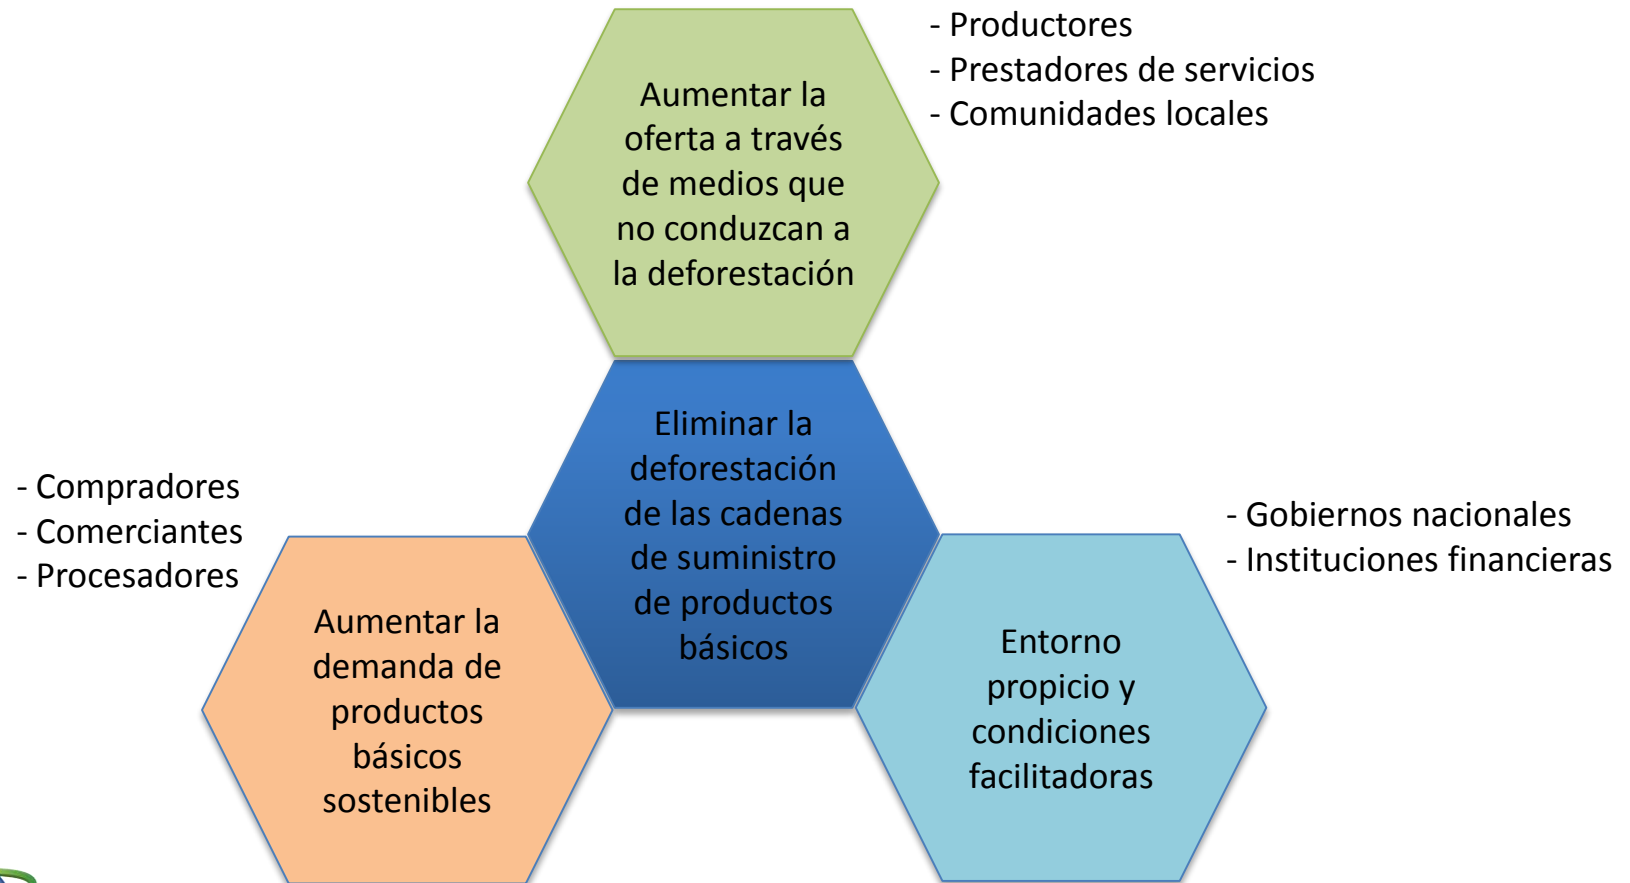 - Productores
- Prestadores de servicios
- Comunidades locales
Aumentar la
oferta a través
de medios que
no conduzcan a
la deforestación
Eliminar la
deforestación
de las cadenas
de suministro
de productos
básicos
- Compradores
- Comerciantes
- Procesadores
Aumentar la
demanda de
productos
básicos
sostenibles
- Gobiernos nacionales
- Instituciones financieras
Entorno
propicio y
condiciones
facilitadoras